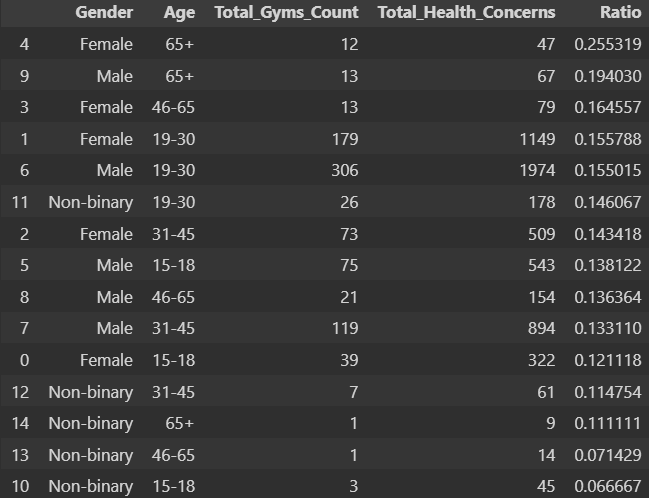 Gender Age Total_Gyms_Count Total_Health_Concerns Ratio
4 Female 65+ 12 47 0.255319
9 Male 65+ 13 67 0.194030
3 Female 46-65 13 79 0.164557
1 Female 19-30 179 1149 0.155788
6 Male 19-30 306 1974 0.155015
11 Non-binary 19-30 26 178 0.146067
2 Female 31-45 73 509 0.143418
5 Male 15-18 75 543 0.138122
8 Male 46-65 21 154 0.136364
7 Male 31-45 119 894 0.133110
0 Female 15-18 39 322 0.121118
12 Non-binary 31-45 7 61 0.114754
14 Non-binary 65+ 1 9 0.111111
13 Non-binary 46-65 1 14 0.071429
10 Non-binary 15-18 3 45 0.066667